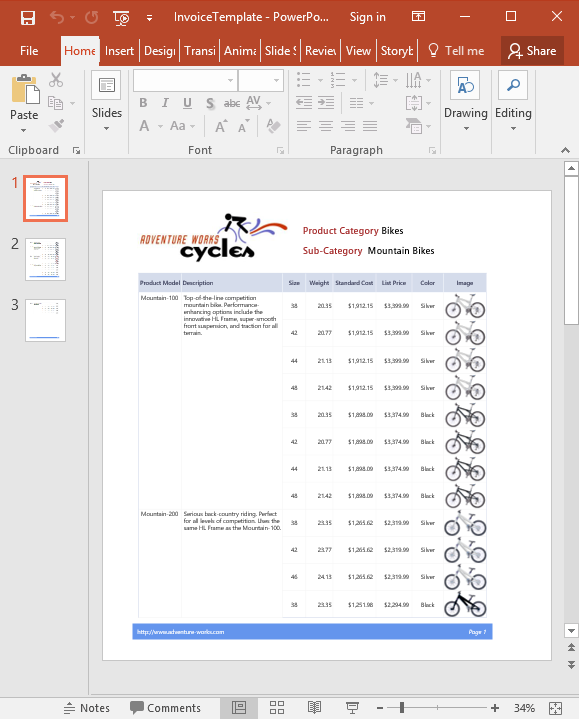 InvoiceTemplate - PowerPo... Sign in
File Home Insert Desig Transi Anima Slide S Review View Storyb Tell me Share
Paste Slides Drawing Editing
B I U S abc AV
A Aa A A
Clipboard Font Paragraph
1
2
3
ADVENTURE WORKS
cycles
Product Category Bikes
Sub-Category Mountain Bikes
Product Model Description Size Weight Standard Cost List Price Color Image
Mountain-100 Top-of-the-line competition
mountain bike. Performance-
enhancing options include the
innovative HL Frame, super-smooth
front suspension, and traction for all
terrain.
38 20.35 $1,912.15 $3,399.99 Silver
42 20.77 $1,912.15 $3,399.99 Silver
44 21.13 $1,912.15 $3,399.99 Silver
48 21.42 $1,912.15 $3,399.99 Silver
38 20.35 $1,898.09 $3,374.99 Black
42 20.77 $1,898.09 $3,374.99 Black
44 21.13 $1,898.09 $3,374.99 Black
48 21.42 $1,898.09 $3,374.99 Black
Mountain-200 Serious back-country riding. Perfect
for all levels of competition. Uses the
same HL Frame as the Mountain-100.
38 23.35 $1,265.62 $2,319.99 Silver
42 23.77 $1,265.62 $2,319.99 Silver
46 24.13 $1,265.62 $2,319.99 Silver
38 23.35 $1,251.98 $2,294.99 Black
http://www.adventure-works.com Page 1
Notes Comments 34%